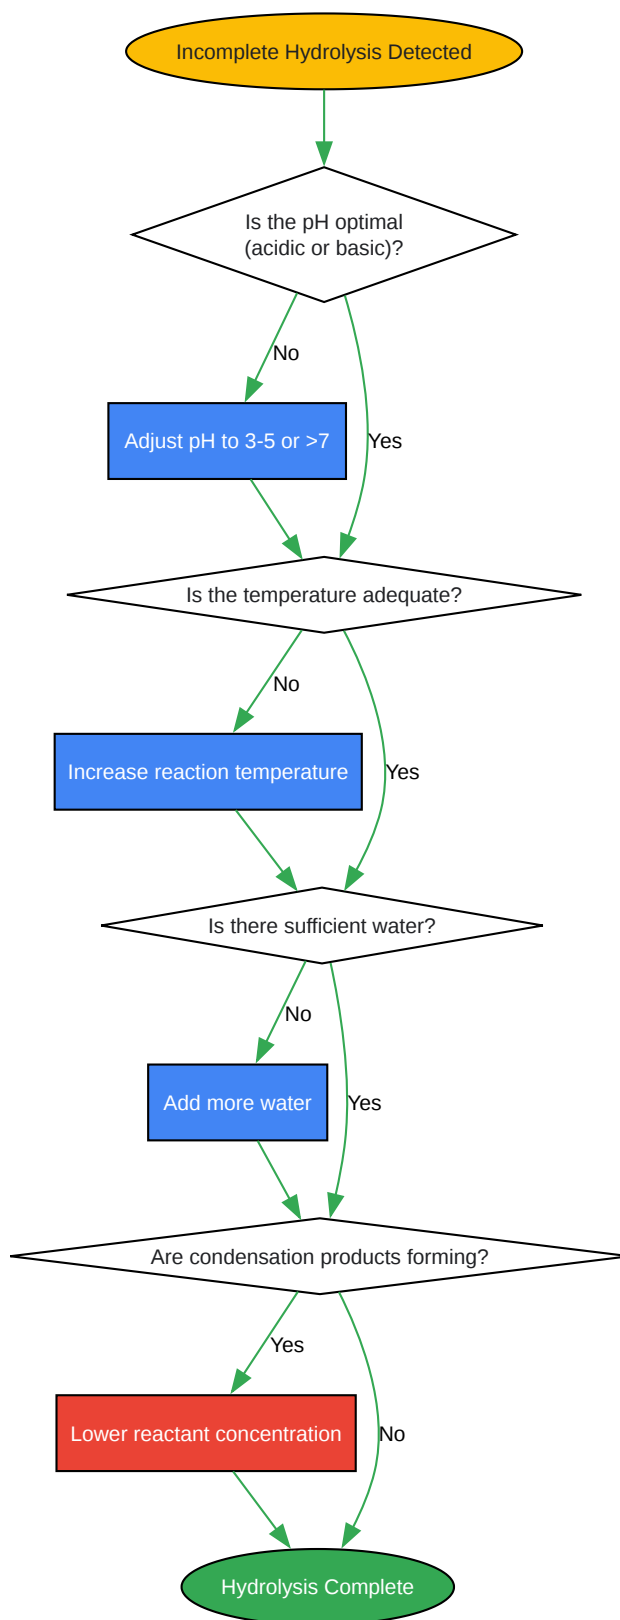 Incomplete Hydrolysis Detected
Is the pH optimal
(acidic or basic)?
No
Adjust pH to 3-5 or >7
Yes
Is the temperature adequate?
No
Increase reaction temperature
Yes
Is there sufficient water?
No
Add more water
Yes
Are condensation products forming?
Yes
Lower reactant concentration
No
Hydrolysis Complete